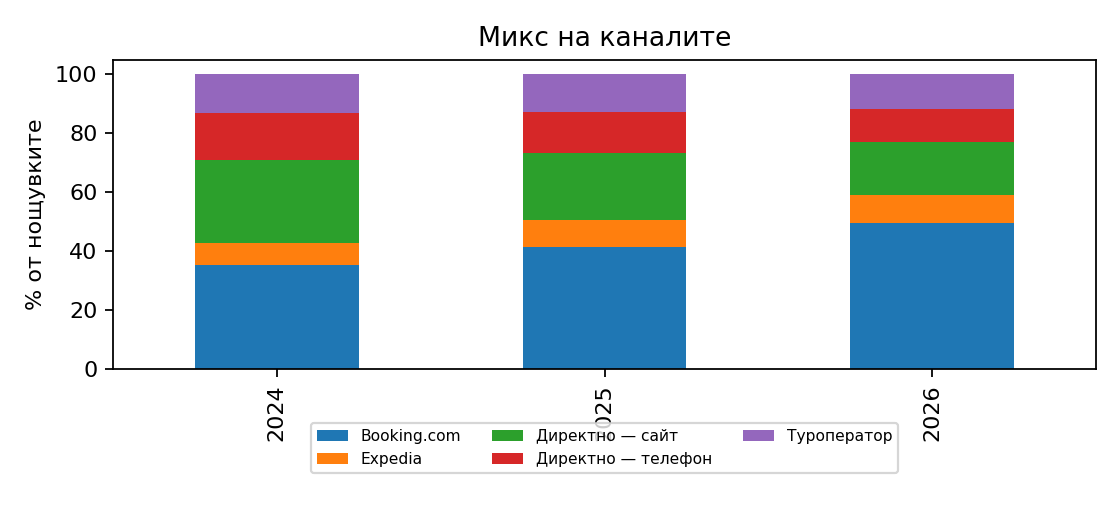 Микс на каналите
% от нощувките
100
80
60
40
20
0
2024 025 2026
Booking.com Директно — сайт Туроператор
Expedia Директно — телефон